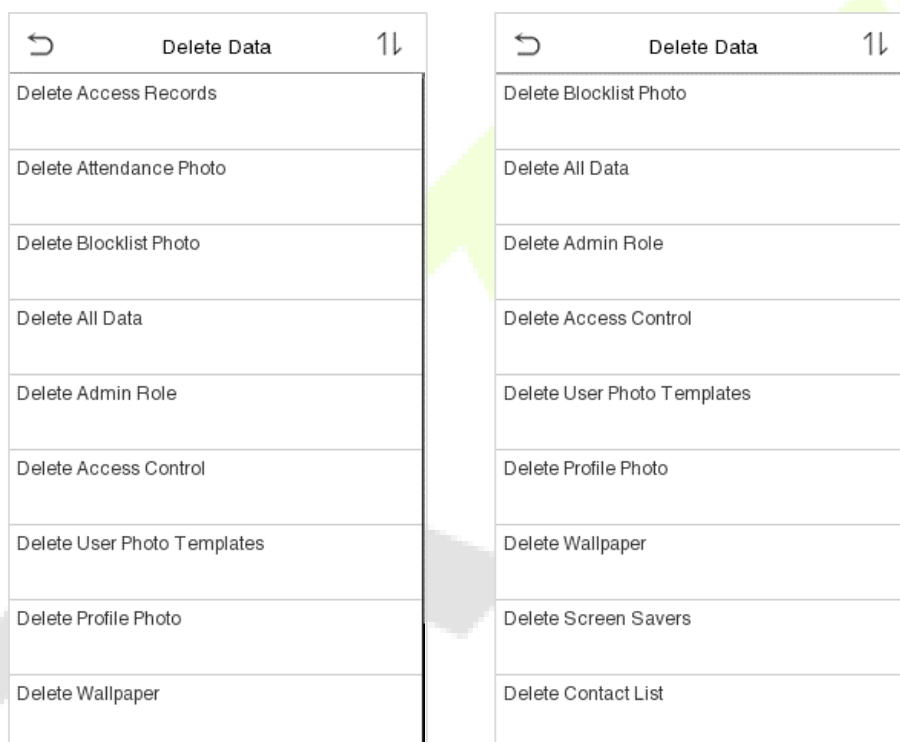 Delete Data
Delete Access Records
Delete Attendance Photo
Delete Blocklist Photo
Delete All Data
Delete Admin Role
Delete Access Control
Delete User Photo Templates
Delete Profile Photo
Delete Wallpaper
Delete Data
Delete Blocklist Photo
Delete All Data
Delete Admin Role
Delete Access Control
Delete User Photo Templates
Delete Profile Photo
Delete Wallpaper
Delete Screen Savers
Delete Contact List